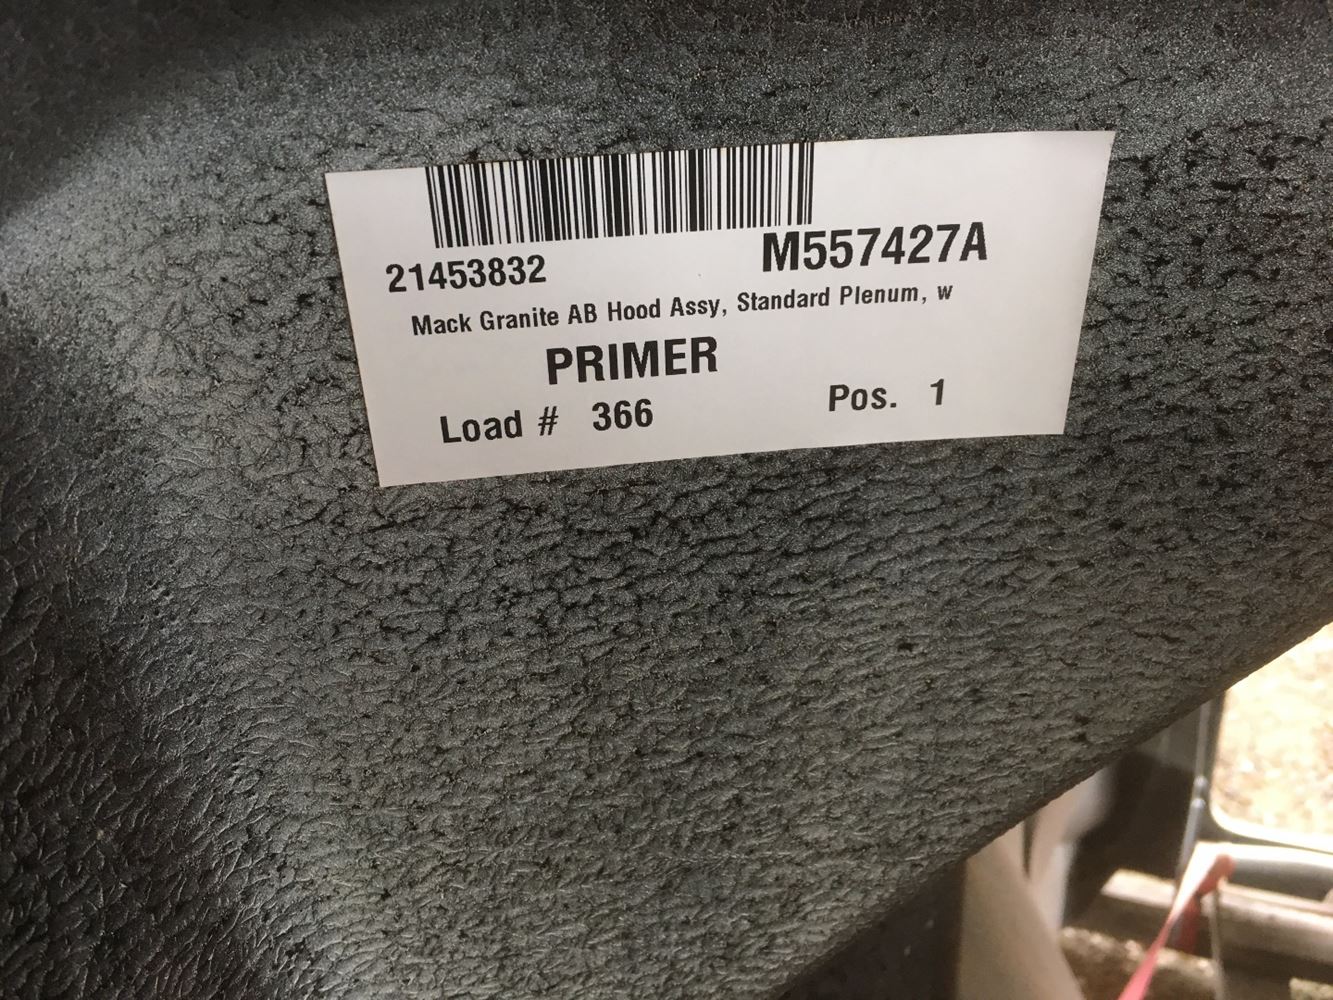 21453832 M557427A
Mack Granite AB Hood Assy, Standard Plenum, w
PRIMER
Load # 366 Pos. 1